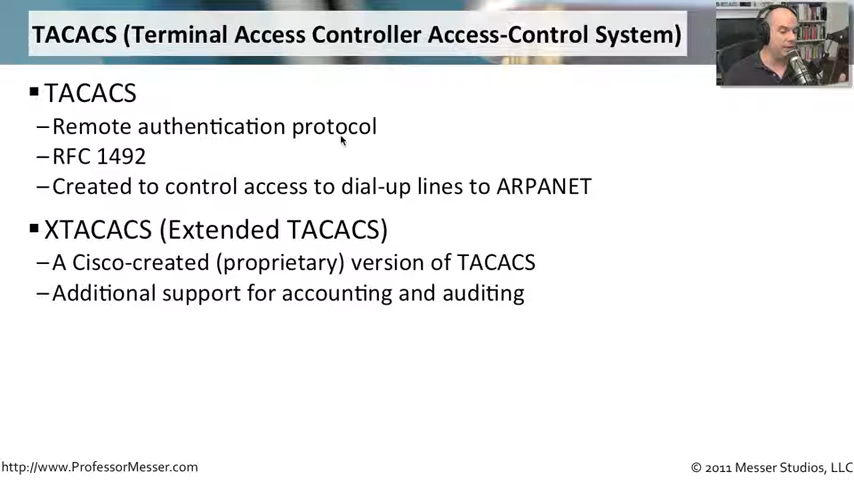 TACACS (Terminal Access Controller Access-Control System)
▪TACACS
–Remote authentication protocol
–RFC 1492
–Created to control access to dial-up lines to ARPANET
▪XTACACS (Extended TACACS)
–A Cisco-created (proprietary) version of TACACS
–Additional support for accounting and auditing
http://www.ProfessorMesser.com
© 2011 Messer Studios, LLC